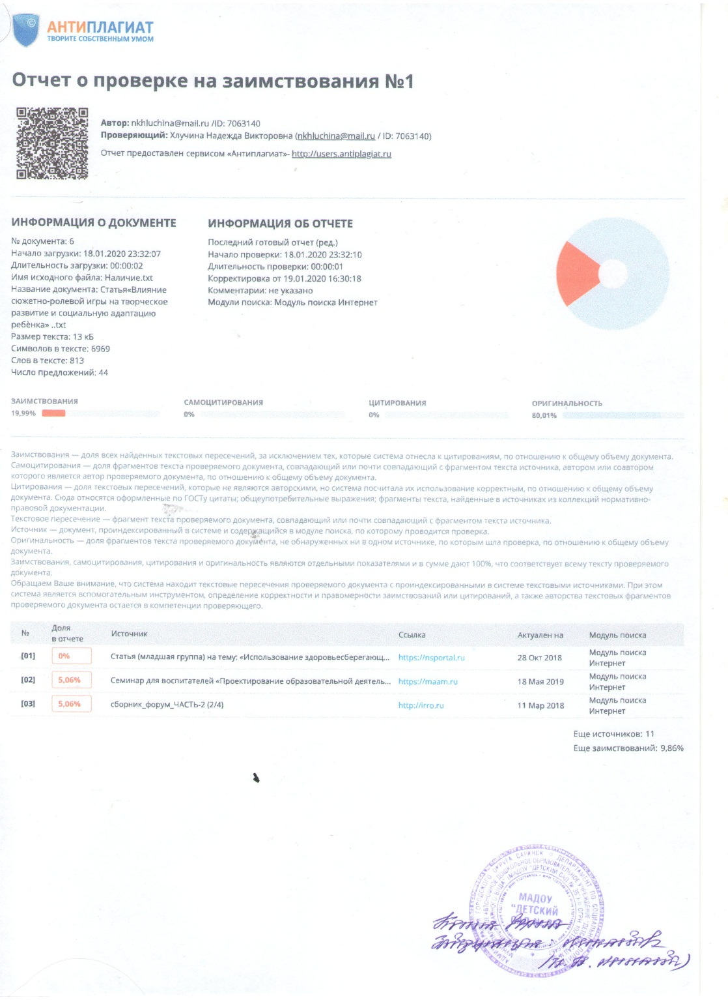 АНТИПЛАГИАТ
ТВОРИТЕ СОБСТВЕННЫМ УМОМ
Отчет о проверке на заимствования №1
Автор: nkhluchina@mail.ru /ID: 7063140
Проверяющий: Хлучина Надежда Викторовна (nkhluchina@mail.ru / ID: 7063140)
Отчет предоставлен сервисом «Антиплагиат»- http://users.antiplagiat.ru
ИНФОРМАЦИЯ О ДОКУМЕНТЕ
№ документа: 6
Начало загрузки: 18.01.2020 23:32:07
Длительность загрузки: 00:00:02
Имя исходного файла: Наличие.txt
Название документа: Статья«Влияние
сюжетно-ролевой игры на творческое
развитие и социальную адаптацию
ребёнка» ..txt
Размер текста: 13 кБ
Символов в тексте: 6969
Слов в тексте: 813
Число предложений: 44
ИНФОРМАЦИЯ ОБ ОТЧЕТЕ
Последний готовый отчет (ред.)
Начало проверки: 18.01.2020 23:32:10
Длительность проверки: 00:00:01
Корректировка от 19.01.2020 16:30:18
Комментарии: не указано
Модули поиска: Модуль поиска Интернет
ЗАИМСТВОВАНИЯ
19,99%
САМОЦИТИРОВАНИЯ
0%
ЦИТИРОВАНИЯ
0%
ОРИГИНАЛЬНОСТЬ
80,01%
Заимствования — доля всех найденных текстовых пересечений, за исключением тех, которые система отнесла к цитированиям, по отношению к общему объему документа.
Самоцитирования — доля фрагментов текста проверяемого документа, совпадающий или почти совпадающий с фрагментом текста источника, автором или соавтором
которого является автор проверяемого документа, по отношению к общему объему документа.
Цитирования — доля текстовых пересечений, которые не являются авторскими, но система посчитала их использование корректным, по отношению к общему объему
документа. Сюда относятся оформленные по ГОСТу цитаты; общеупотребительные выражения; фрагменты текста, найденные в источниках из коллекций нормативно-
правовой документации.
Текстовое пересечение — фрагмент текста проверяемого документа, совпадающий или почти совпадающий с фрагментом текста источника.
Источник — документ, проиндексированный в системе и содержащийся в модуле поиска, по которому проводится проверка.
Оригинальность — доля фрагментов текста проверяемого документа, не обнаруженных ни в одном источнике, по которым шла проверка, по отношению к общему объему
документа.
Заимствования, самоцитирования, цитирования и оригинальность являются отдельными показателями и в сумме дают 100%, что соответствует всему тексту проверяемого
документа.
Обращаем Ваше внимание, что система находит текстовые пересечения проверяемого документа с проиндексированными в системе текстовыми источниками. При этом
система является вспомогательным инструментом, определение корректности и правомерности заимствований или цитирований, а также авторства текстовых фрагментов
проверяемого документа остается в компетенции проверяющего.
№ Доля в отчете Источник Ссылка Актуален на Модуль поиска
[01] 0% Статья (младшая группа) на тему: «Использование здоровьесберегающ... https://nsportal.ru 28 Окт 2018 Модуль поиска Интернет
[02] 5,06% Семинар для воспитателей «Проектирование образовательной деятель... https://maam.ru 18 Мая 2019 Модуль поиска Интернет
[03] 5,06% сборник_форум_ЧАСТЬ-2 (2/4) http://irro.ru 11 Мар 2018 Модуль поиска Интернет
Еще источников: 11
Еще заимствований: 9,86%
МАДОУ
"ДЕТСКИЙ